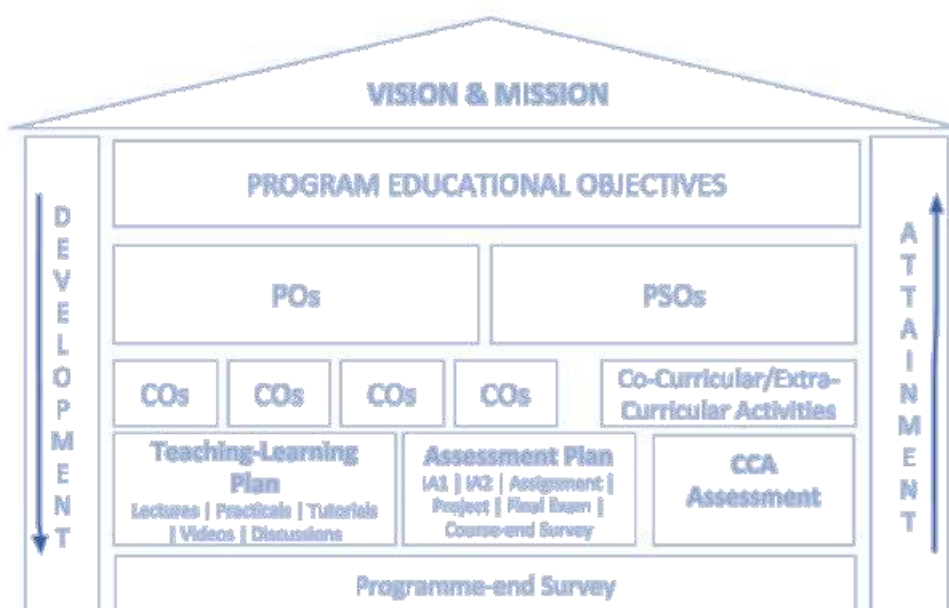 VISION & MISSION
PROGRAM EDUCATIONAL OBJECTIVES
DEVELOPMENT
ATTAINMENT
POs
PSOs
COs
COs
COs
COs
Co-Curricular/Extra-
Curricular Activities
Teaching-Learning
Plan
Lectures | Practicals | Tutorials
| Videos | Discussions
Assessment Plan
IA1 | IA2 | Assignment |
Project | Final Exam |
Course-end Survey
CCA
Assessment
Programme-end Survey